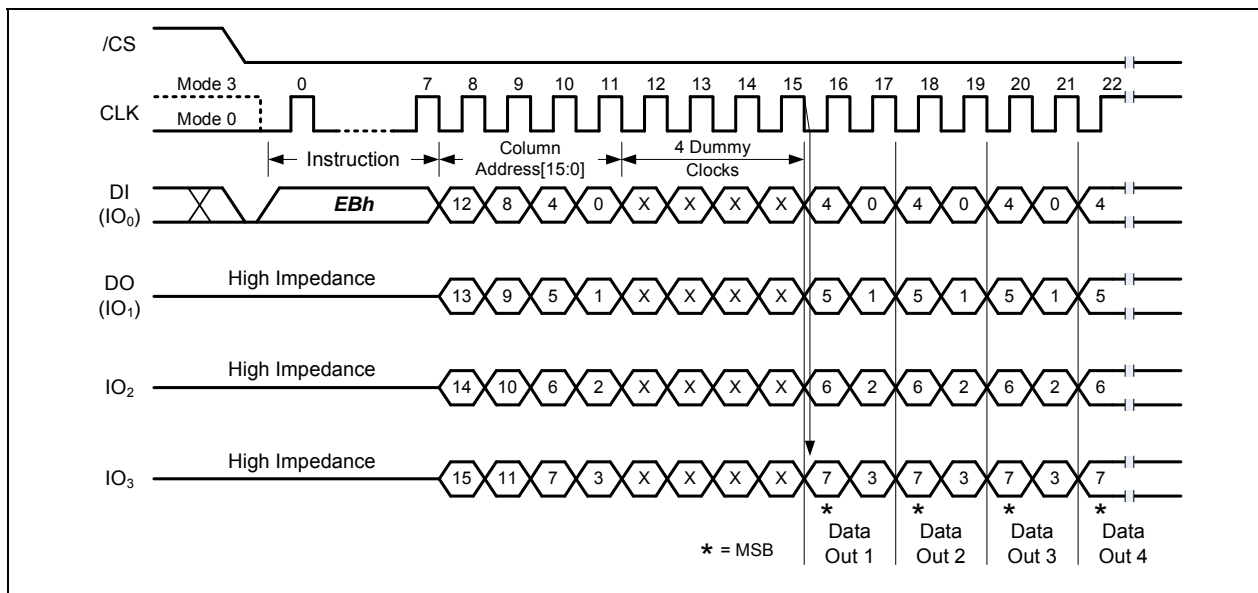 /CS
Mode 3 0 7 8 9 10 11 12 13 14 15 16 17 18 19 20 21 22
CLK
Mode 0
Instruction Column Address[15:0] 4 Dummy Clocks
DI (IO0) EBh 12 8 4 0 X X X X 4 0 4 0 4 0 4
DO (IO1) High Impedance 13 9 5 1 X X X X 5 1 5 1 5 1 5
IO2 High Impedance 14 10 6 2 X X X X 6 2 6 2 6 2 6
IO3 High Impedance 15 11 7 3 X X X X 7 3 7 3 7 3 7
* * * *
* = MSB
Data Out 1 Data Out 2 Data Out 3 Data Out 4